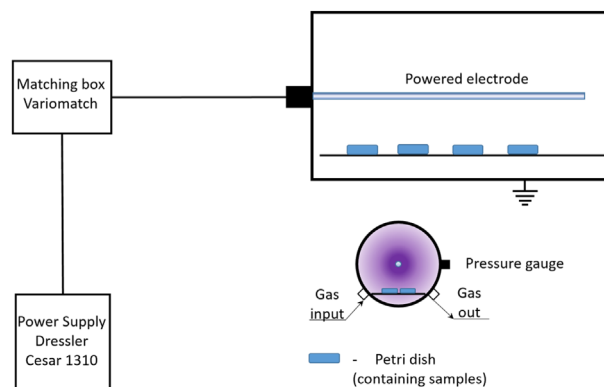 Matching box
Variomatch
Powered electrode
Pressure gauge
Gas
input
Gas
out
Power Supply
Dressler
Cesar 1310
- Petri dish
(containing samples)